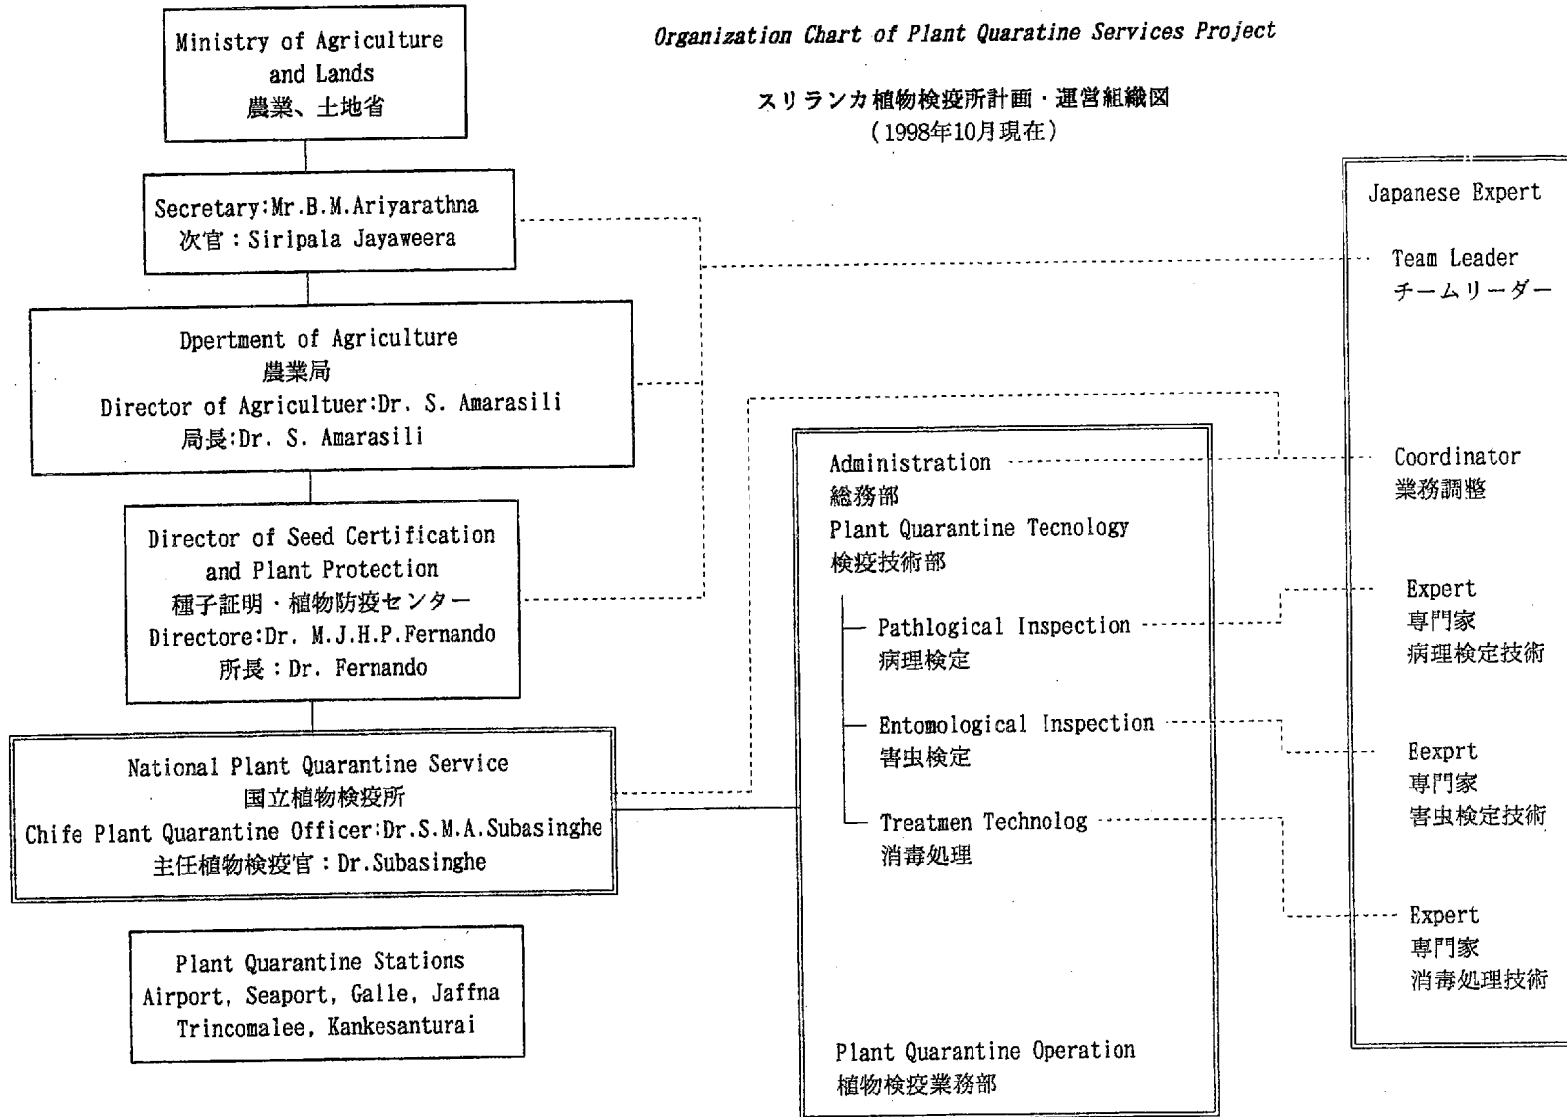 Organization Chart of Plant Quaratine Services Project
スリランカ植物検疫所計画・運営組織図
(1998年10月現在)
Ministry of Agriculture
and Lands
農業、土地省
Secretary:Mr.B.M.Ariyarathna
次官：Siripala Jayaweera
Dpertment of Agriculture
農業局
Director of Agricultuer:Dr. S. Amarasili
局長:Dr. S. Amarasili
Director of Seed Certification
and Plant Protection
種子証明・植物防疫センター
Directore:Dr. M.J.H.P.Fernando
所長：Dr. Fernando
National Plant Quarantine Service
国立植物検疫所
Chife Plant Quarantine Officer:Dr.S.M.A.Subasinghe
主任植物検疫官：Dr.Subasinghe
Plant Quarantine Stations
Airport, Seaport, Galle, Jaffna
Trincomalee, Kankesanturai
Administration
総務部
Plant Quarantine Tecnology
検疫技術部
Pathlogical Inspection
病理検定
Entomological Inspection
害虫検定
Treatmen Technolog
消毒処理
Plant Quarantine Operation
植物検疫業務部
Japanese Expert
Team Leader
チームリーダー
Coordinator
業務調整
Expert
専門家
病理検定技術
Eexprt
専門家
害虫検定技術
Expert
専門家
消毒処理技術